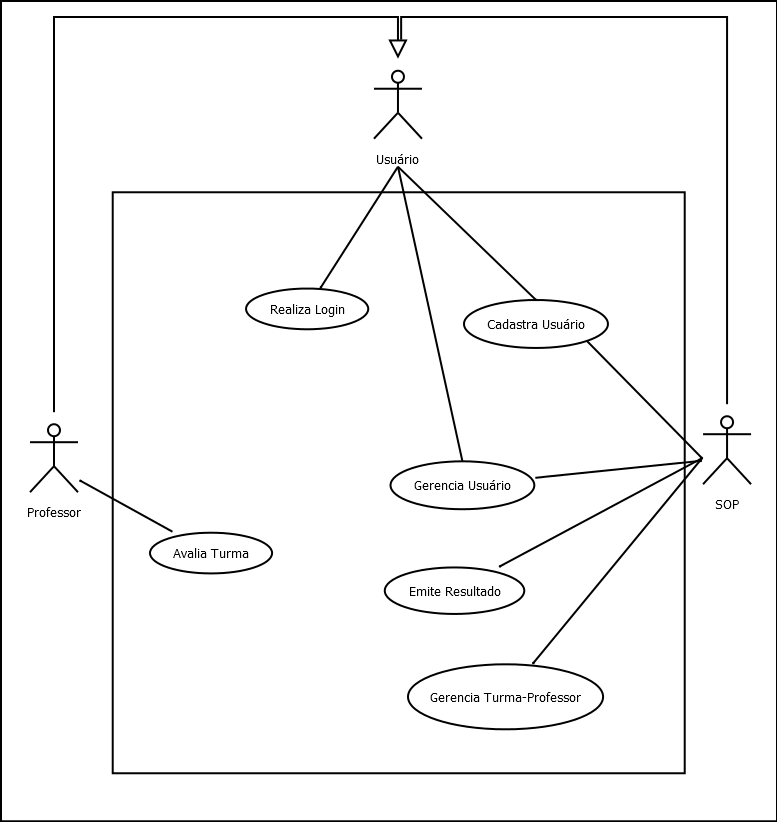 Usuário
Realiza Login
Cadastra Usuário
Gerencia Usuário
SOP
Professor
Avalia Turma
Emite Resultado
Gerencia Turma-Professor